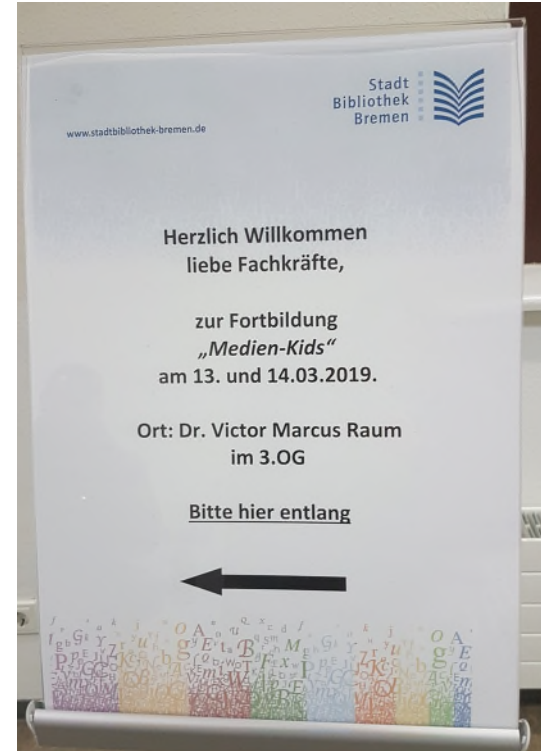 Stadt
Bibliothek
Bremen
www.stadtbibliothek-bremen.de
Herzlich Willkommen
liebe Fachkräfte,
zur Fortbildung
„Medien-Kids“
am 13. und 14.03.2019.
Ort: Dr. Victor Marcus Raum
im 3.OG
Bitte hier entlang